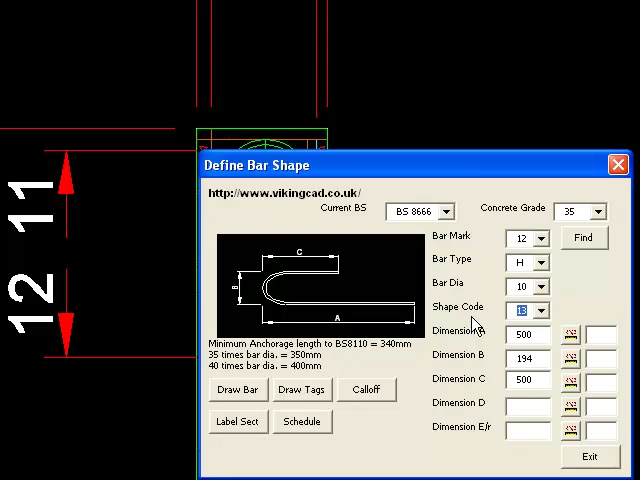 12 11
Define Bar Shape
http://www.vikingcad.co.uk/
Current BS BS 8666 Concrete Grade 35
Bar Mark 12 Find
Bar Type H
Bar Dia 10
Shape Code 13
Dimension A 500
Dimension B 194
Dimension C 500
Dimension D
Dimension E/r
C
B
A
Minimum Anchorage length to BS8110 = 340mm
35 times bar dia. = 350mm
40 times bar dia. = 400mm
Draw Bar Draw Tags Calloff
Label Sect Schedule
Exit